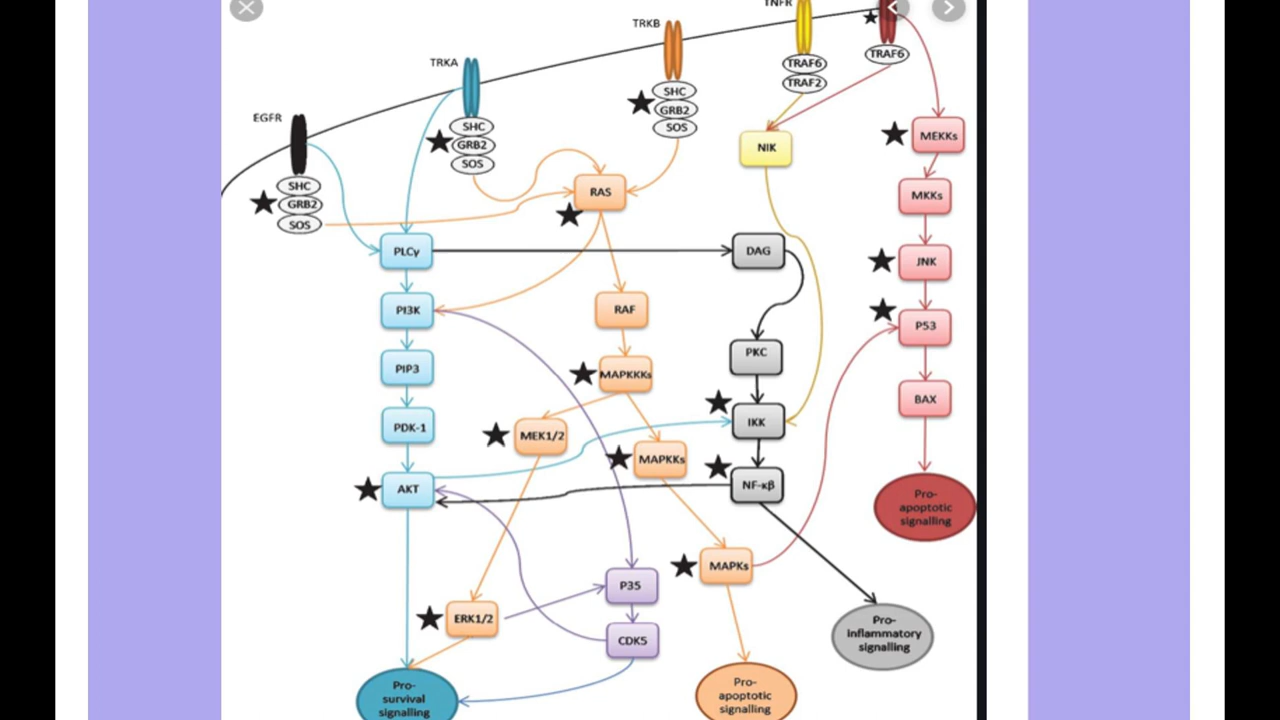 TNFR
TRKB
TRAF6
TRAF6
TRKA
TRAF2
SHC
GRB2
SOS
EGFR
SHC
GRB2
SOS
MEKKs
NIK
SHC
GRB2
SOS
RAS
MKKs
PLCγ
DAG
JNK
PI3K
RAF
P53
PIP3
MAPKKKs
PKC
BAX
PDK-1
MEK1/2
MAPKKs
IKK
AKT
NF-κβ
Pro-
apoptotic
signalling
MAPKs
P35
ERK1/2
CDK5
Pro-
inflammatory
signalling
Pro-
survival
signalling
Pro-
apoptotic
signalling